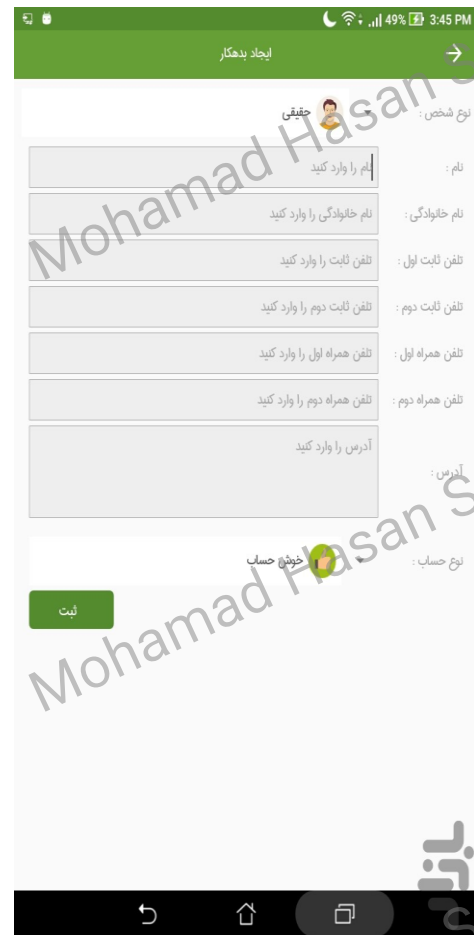 49% 3:45 PM
ایجاد بدهکار
نوع شخص : حقیقی
نام : نام را وارد کنید
نام خانوادگی : نام خانوادگی را وارد کنید
تلفن ثابت اول : تلفن ثابت را وارد کنید
تلفن ثابت دوم : تلفن ثابت دوم را وارد کنید
تلفن همراه اول : تلفن همراه اول را وارد کنید
تلفن همراه دوم : تلفن همراه دوم را وارد کنید
آدرس : آدرس را وارد کنید
نوع حساب : خوش حساب
ثبت
Mohamad Hasan S
Mohamad Hasan S